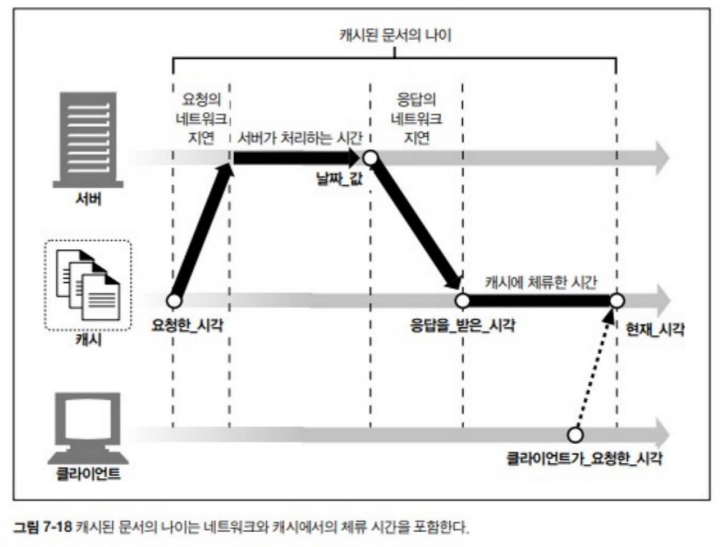 캐시된 문서의 나이
요청의
네트워크
지연
서버가 처리하는 시간
응답의
네트워크
지연
날짜_값
서버
캐시에 체류한 시간
요청한_시각
응답을_받은_시각
현재_시각
캐시
클라이언트가_요청한_시각
클라이언트
그림 7-18 캐시된 문서의 나이는 네트워크와 캐시에서의 체류 시간을 포함한다.